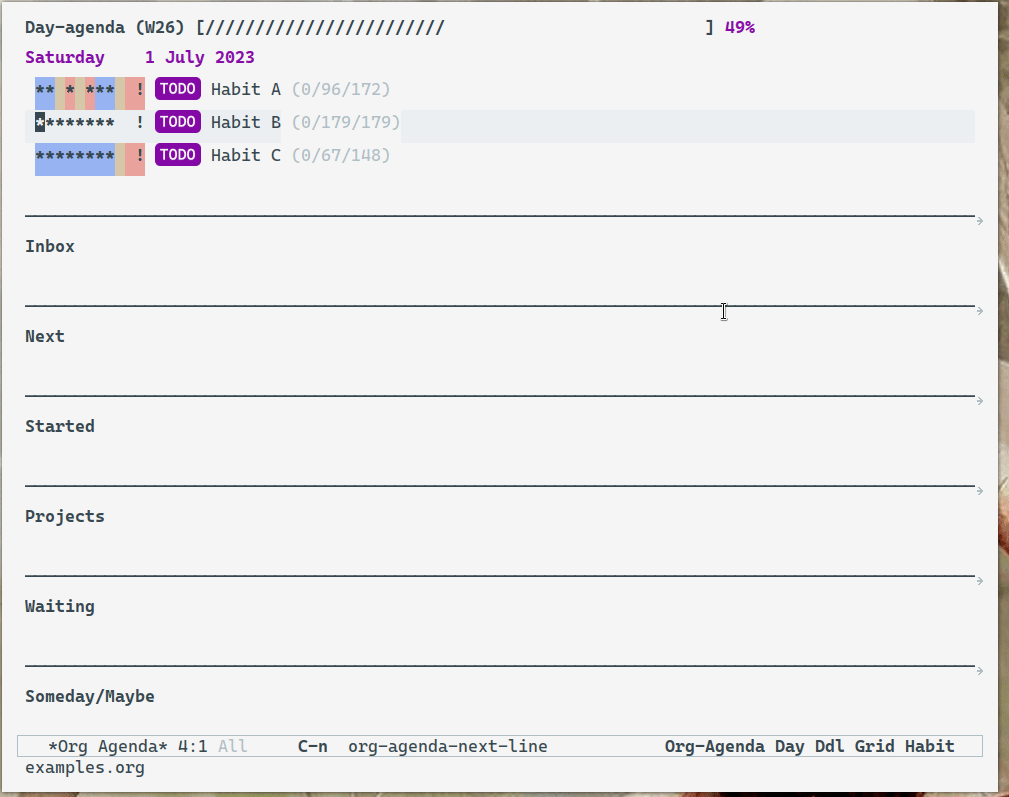 Day-agenda (W26) [//////////////////////// ] 49%
Saturday 1 July 2023
** * *** ! TODO Habit A (0/96/172)
******** ! TODO Habit B (0/179/179)
******** ! TODO Habit C (0/67/148)
Inbox
Next
Started
Projects
Waiting
Someday/Maybe
*Org Agenda* 4:1 All C-n org-agenda-next-line Org-Agenda Day Ddl Grid Habit
examples.org